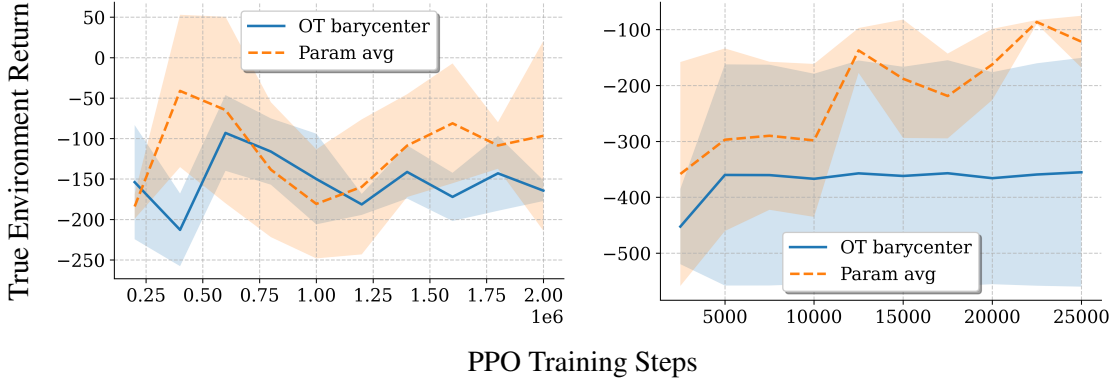 True Environment Return
50
0
−50
−100
−150
−200
−250
OT barycenter
Param avg
0.25 0.50 0.75 1.00 1.25 1.50 1.75 2.00
1e6
−100
−200
−300
−400
−500
OT barycenter
Param avg
5000 10000 15000 20000 25000
PPO Training Steps